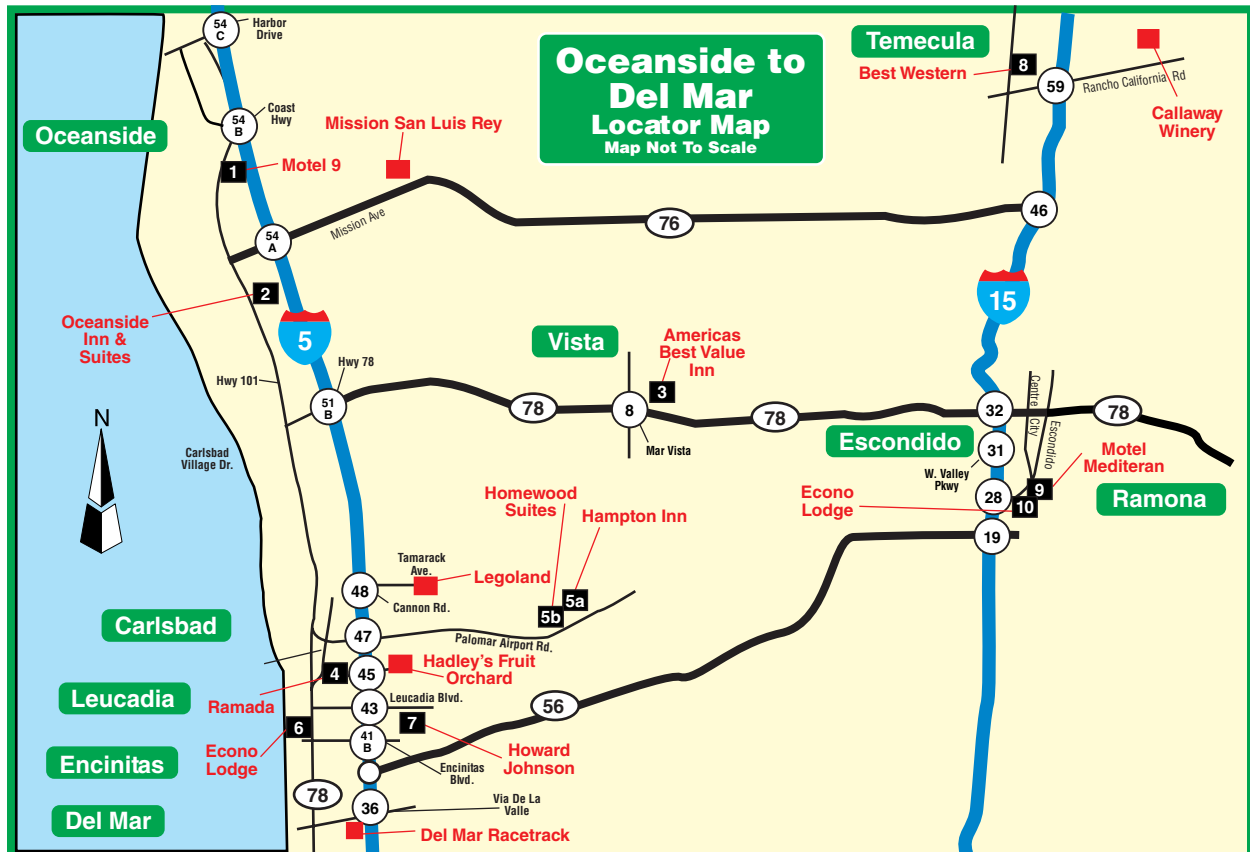 54
C
Harbor
Drive
Oceanside to
Del Mar
Locator Map
Map Not To Scale
Temecula
8
Best Western
59
Rancho California Rd
Callaway
Winery
54
B
Coast
Hwy
Oceanside
Mission San Luis Rey
1
Motel 9
54
A
Mission Ave
76
46
2
Oceanside
Inn &
Suites
5
15
Vista
Americas
Best Value
Inn
3
Hwy 78
Hwy 101
51
B
78
8
78
32
78
Mar Vista
Centre City
Escondido
Escondido
31
W. Valley
Pkwy
Motel
Mediteran
N
Carlsbad
Village Dr.
28
9
10
Econo
Lodge
Ramona
19
Homewood
Suites
Hampton Inn
Tamarack
Ave.
Legoland
48
Cannon Rd.
5a
5b
Carlsbad
47
Palomar Airport Rd.
4
45
Hadley's Fruit
Orchard
Leucadia
Ramada
43
Leucadia Blvd.
56
6
7
41
B
Econo
Lodge
Howard
Johnson
Encinitas
Encinitas
Blvd.
78
36
Via De La
Valle
Del Mar
Del Mar Racetrack